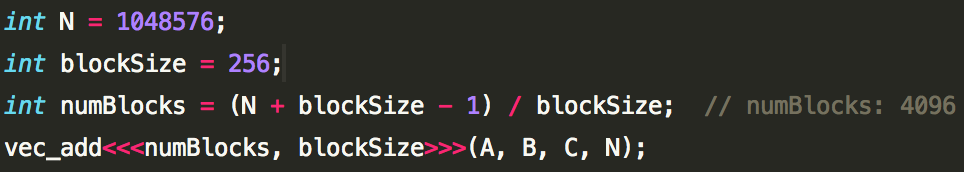 int N = 1048576;
int blockSize = 256;
int numBlocks = (N + blockSize - 1) / blockSize;  // numBlocks: 4096
vec_add<<<numBlocks, blockSize>>>(A, B, C, N);